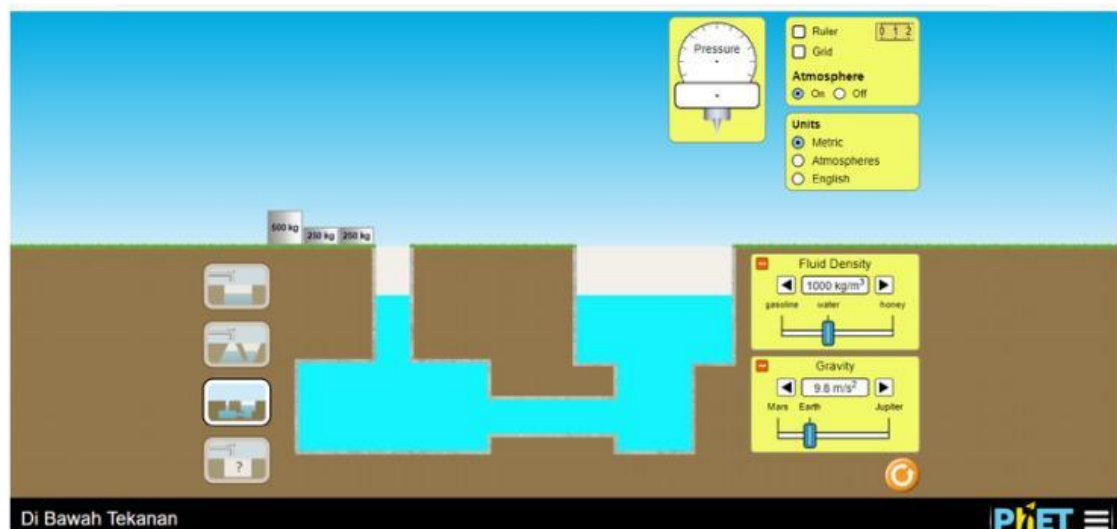 Pressure
Ruler
0 1 2
Grid
Atmosphere
On Off
Units
Metric
Atmospheres
English
500 kg
250 kg 250 kg
Fluid Density
1000 kg/m³
gasoline water honey
Gravity
9.8 m/s²
Mars Earth Jupiter
?
Di Bawah Tekanan
PhET